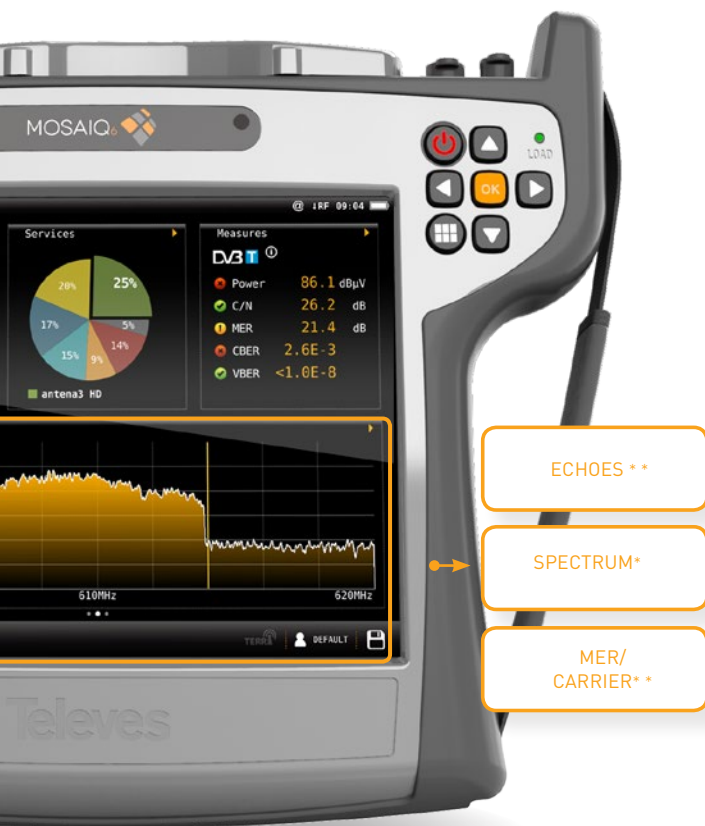 MOSAIQ6
LOAD
OK
@ ↓RF 09:04
Services
25%
5%
14%
9%
15%
17%
20%
antena3 HD
Measures
DVB T
Power 86.1 dBµV
C/N 26.2 dB
MER 21.4 dB
CBER 2.6E-3
VBER <1.0E-8
610MHz
620MHz
TERRA
DEFAULT
Televes
ECHOES * *
SPECTRUM*
MER/
CARRIER* *